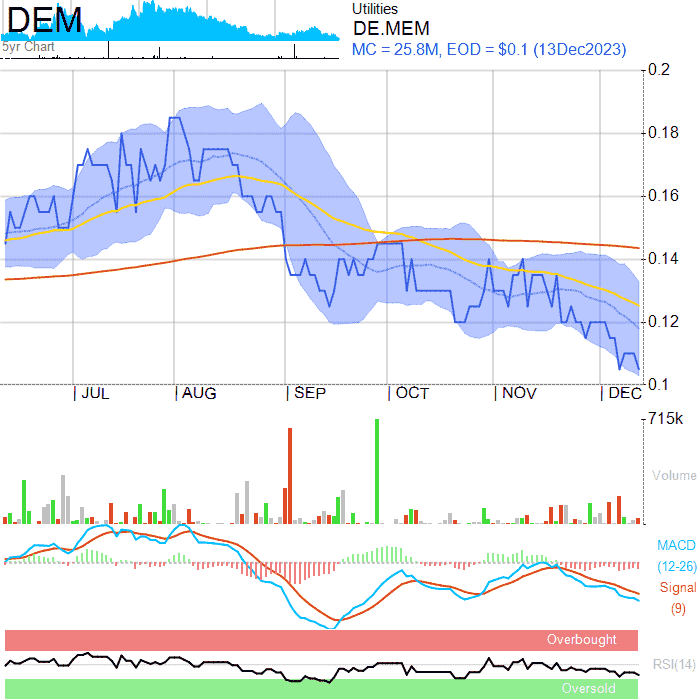 DEM
5yr Chart
Utilities
DE.MEM
MC = 25.8M, EOD = $0.1 (13Dec2023)
0.2
0.18
0.16
0.14
0.12
0.1
| JUL | AUG | SEP | OCT | NOV | DEC
715k
Volume
MACD
(12-26)
Signal
(9)
Overbought
RSI(14)
Oversold